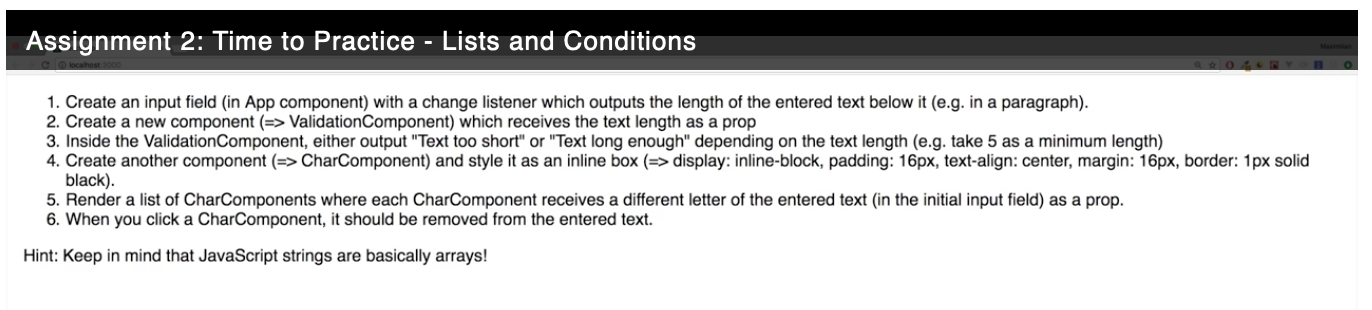 Assignment 2: Time to Practice - Lists and Conditions
Maximilian
localhost:3000
1. Create an input field (in App component) with a change listener which outputs the length of the entered text below it (e.g. in a paragraph).
2. Create a new component (=> ValidationComponent) which receives the text length as a prop
3. Inside the ValidationComponent, either output "Text too short" or "Text long enough" depending on the text length (e.g. take 5 as a minimum length)
4. Create another component (=> CharComponent) and style it as an inline box (=> display: inline-block, padding: 16px, text-align: center, margin: 16px, border: 1px solid
black).
5. Render a list of CharComponents where each CharComponent receives a different letter of the entered text (in the initial input field) as a prop.
6. When you click a CharComponent, it should be removed from the entered text.
Hint: Keep in mind that JavaScript strings are basically arrays!